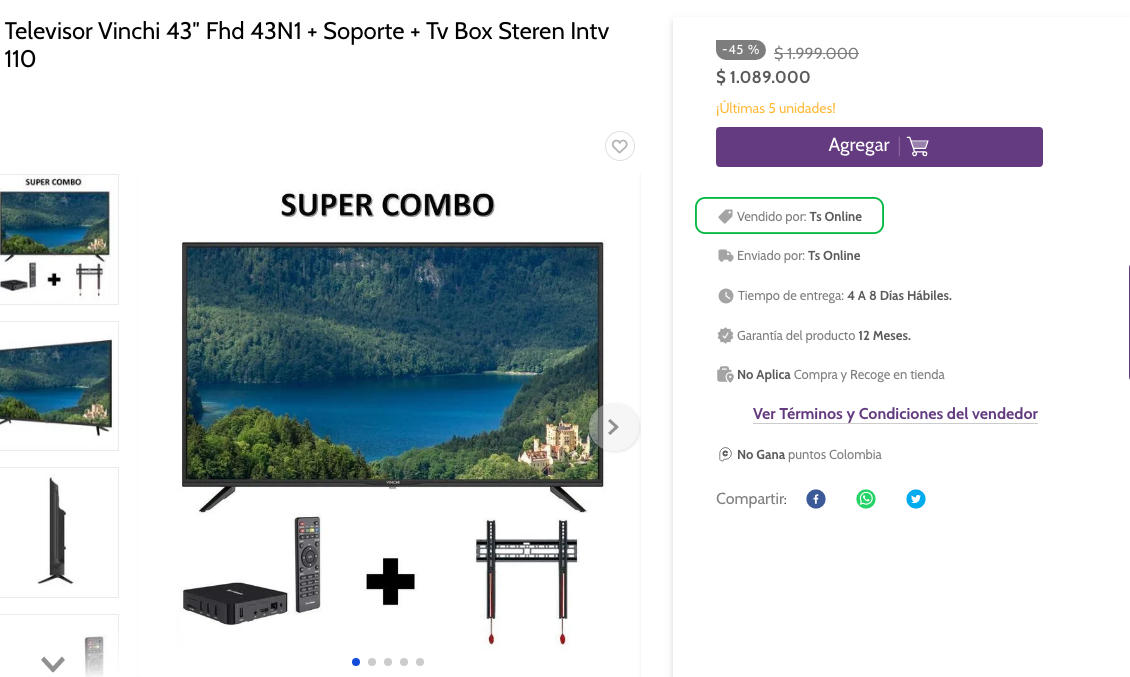 Televisor Vinchi 43" Fhd 43N1 + Soporte + Tv Box Steren Intv
110
-45 % $ 1.999.000
$ 1.089.000
¡Últimas 5 unidades!
Agregar
Vendido por: Ts Online
Enviado por: Ts Online
Tiempo de entrega: 4 A 8 Días Hábiles.
Garantía del producto 12 Meses.
No Aplica Compra y Recoge en tienda
Ver Términos y Condiciones del vendedor
No Gana puntos Colombia
Compartir:
SUPER COMBO
SUPER COMBO
VINCHI